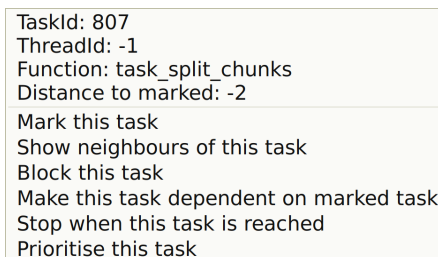 TaskId: 807
ThreadId: -1
Function: task_split_chunks
Distance to marked: -2
Mark this task
Show neighbours of this task
Block this task
Make this task dependent on marked task
Stop when this task is reached
Prioritise this task